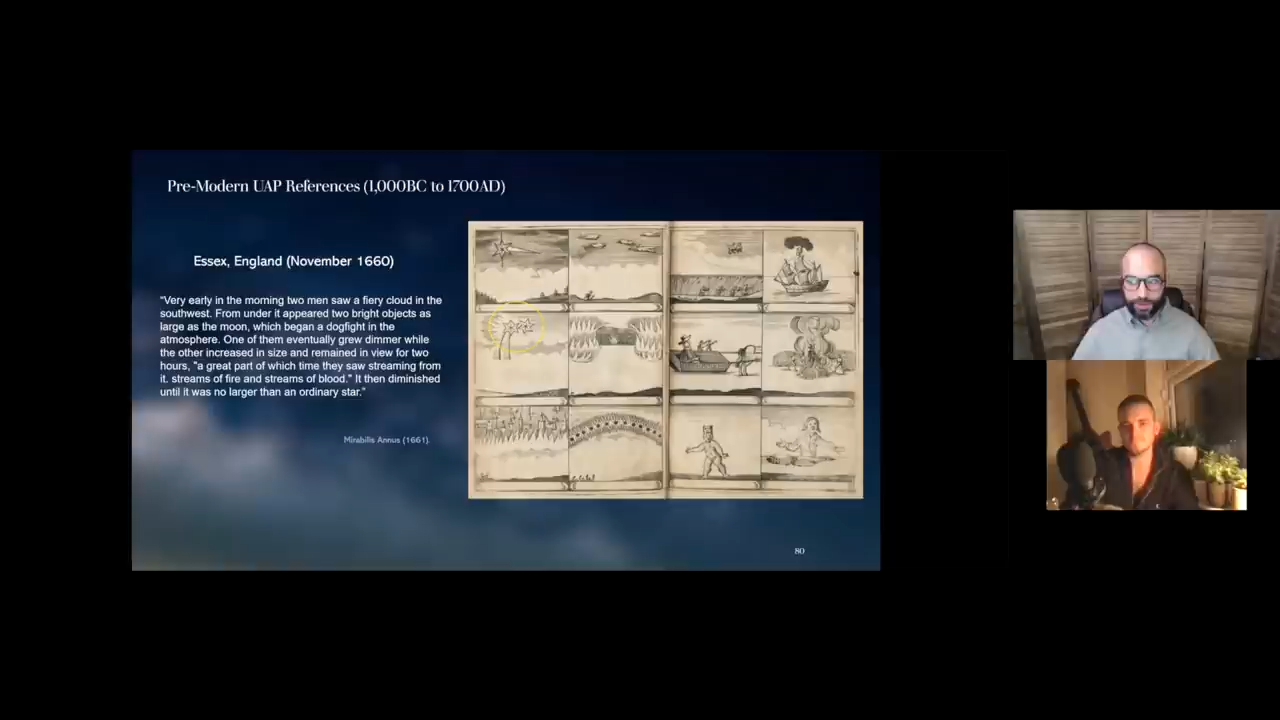 Pre-Modern UAP References (1,000BC to 1700AD)
Essex, England (November 1660)
"Very early in the morning two men saw a fiery cloud in the
southwest. From under it appeared two bright objects as
large as the moon, which began a dogfight in the
atmosphere. One of them eventually grew dimmer while
the other increased in size and remained in view for two
hours, "a great part of which time they saw streaming from
it. streams of fire and streams of blood." It then diminished
until it was no larger than an ordinary star."
Mirabilis Annus (1661).
80